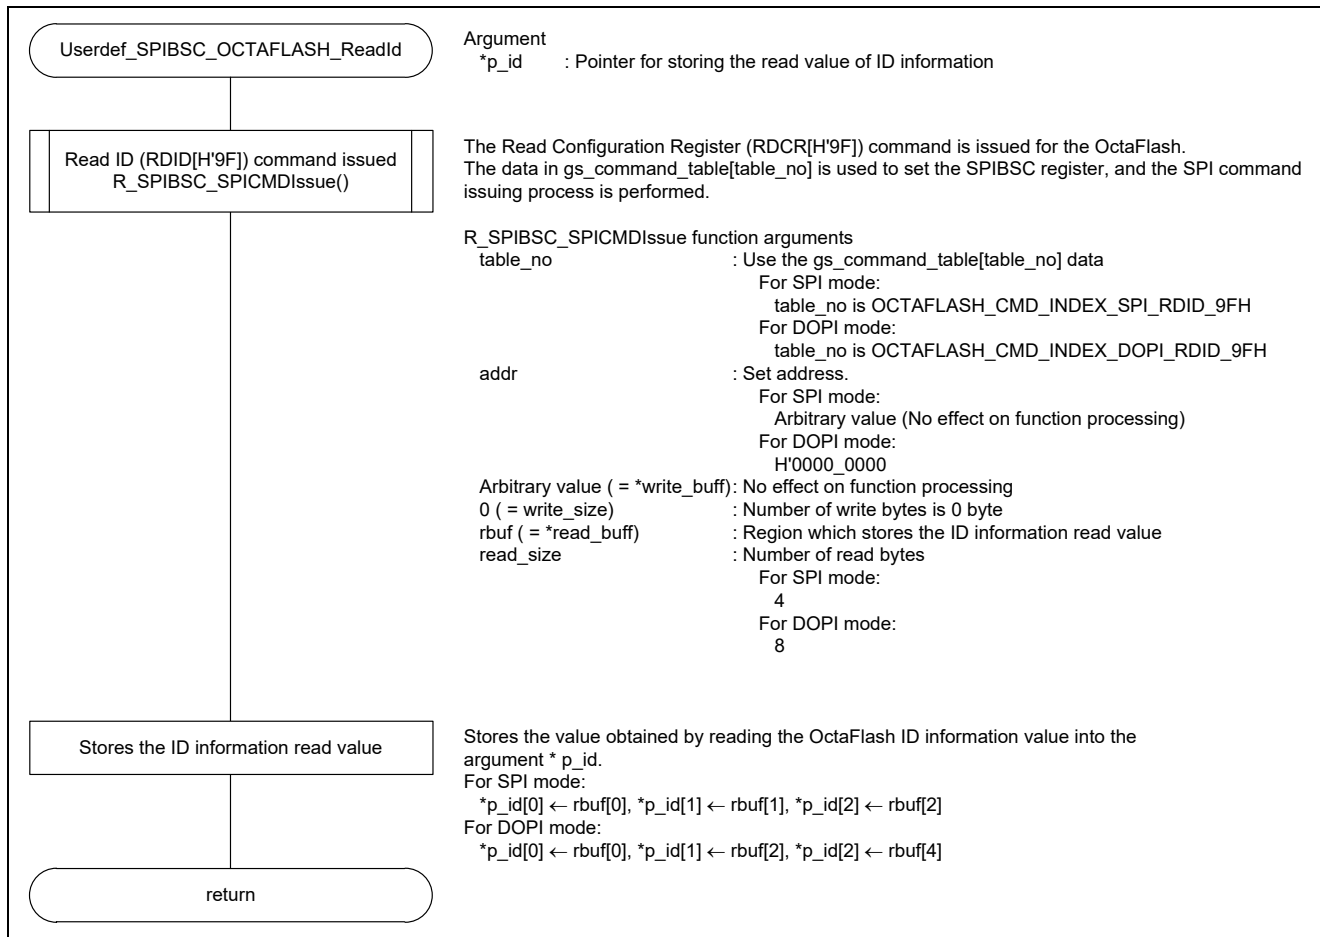 Userdef_SPIBSC_OCTAFLASH_ReadId
Argument
*p_id : Pointer for storing the read value of ID information
Read ID (RDID[H'9F]) command issued
R_SPIBSC_SPICMDIssue()
The Read Configuration Register (RDCR[H'9F]) command is issued for the OctaFlash.
The data in gs_command_table[table_no] is used to set the SPIBSC register, and the SPI command
issuing process is performed.
R_SPIBSC_SPICMDIssue function arguments
table_no : Use the gs_command_table[table_no] data
For SPI mode:
table_no is OCTAFLASH_CMD_INDEX_SPI_RDID_9FH
For DOPI mode:
table_no is OCTAFLASH_CMD_INDEX_DOPI_RDID_9FH
addr : Set address.
For SPI mode:
Arbitrary value (No effect on function processing)
For DOPI mode:
H'0000_0000
Arbitrary value ( = *write_buff): No effect on function processing
0 ( = write_size) : Number of write bytes is 0 byte
rbuf ( = *read_buff) : Region which stores the ID information read value
read_size : Number of read bytes
For SPI mode:
4
For DOPI mode:
8
Stores the ID information read value
Stores the value obtained by reading the OctaFlash ID information value into the
argument * p_id.
For SPI mode:
*p_id[0] ← rbuf[0], *p_id[1] ← rbuf[1], *p_id[2] ← rbuf[2]
For DOPI mode:
*p_id[0] ← rbuf[0], *p_id[1] ← rbuf[2], *p_id[2] ← rbuf[4]
return